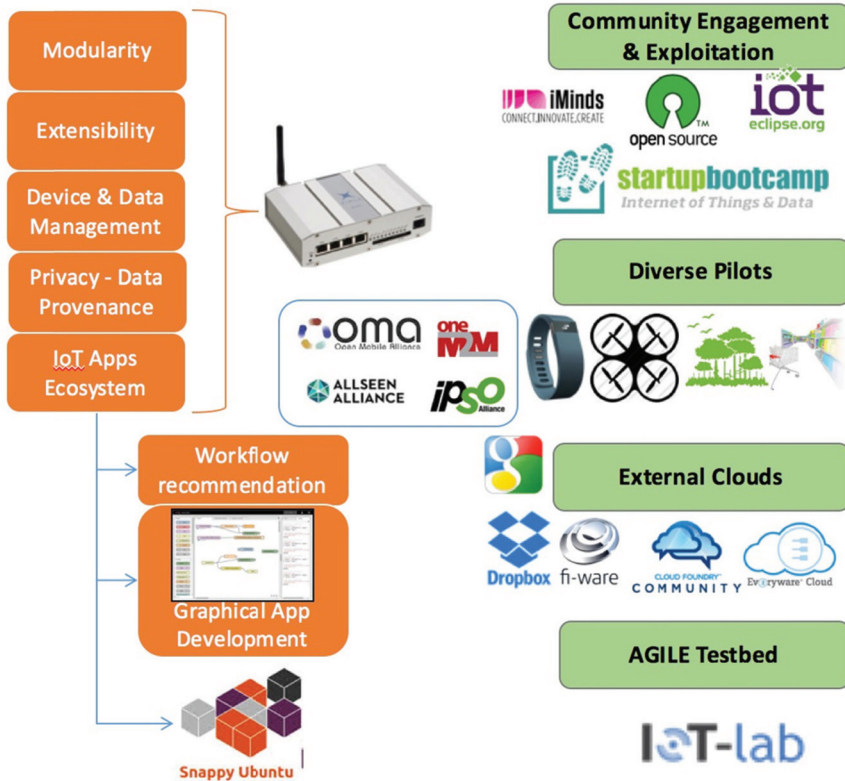 Modularity
Extensibility
Device & Data
Management
Privacy - Data
Provenance
IoT Apps
Ecosystem
Workflow
recommendation
Graphical App
Development
Snappy Ubuntu
oma
Open Mobile Alliance
one
M2M
ALLSEEN
ALLIANCE
ipso
Alliance
Community Engagement
& Exploitation
iMinds
CONNECT.INNOVATE.CREATE
open source
TM
iot
eclipse.org
startupbootcamp
Internet of Things & Data
Diverse Pilots
External Clouds
g
Dropbox
fi-ware
CLOUD FOUNDRY
COMMUNITY
Everyware Cloud
AGILE Testbed
IoT-lab